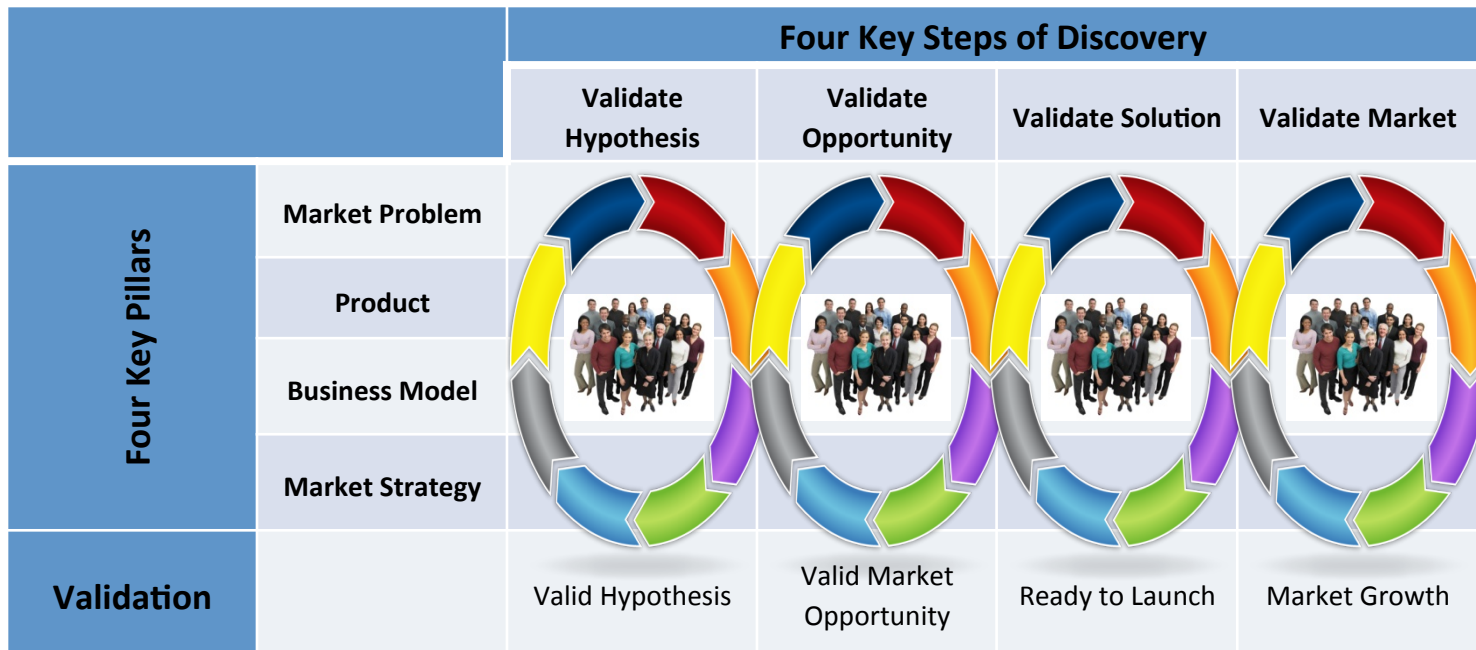 Four Key Steps of Discovery
Validate
Hypothesis
Validate
Opportunity
Validate Solution
Validate Market
Four Key Pillars
Market Problem
Product
Business Model
Market Strategy
Validation
Valid Hypothesis
Valid Market
Opportunity
Ready to Launch
Market Growth